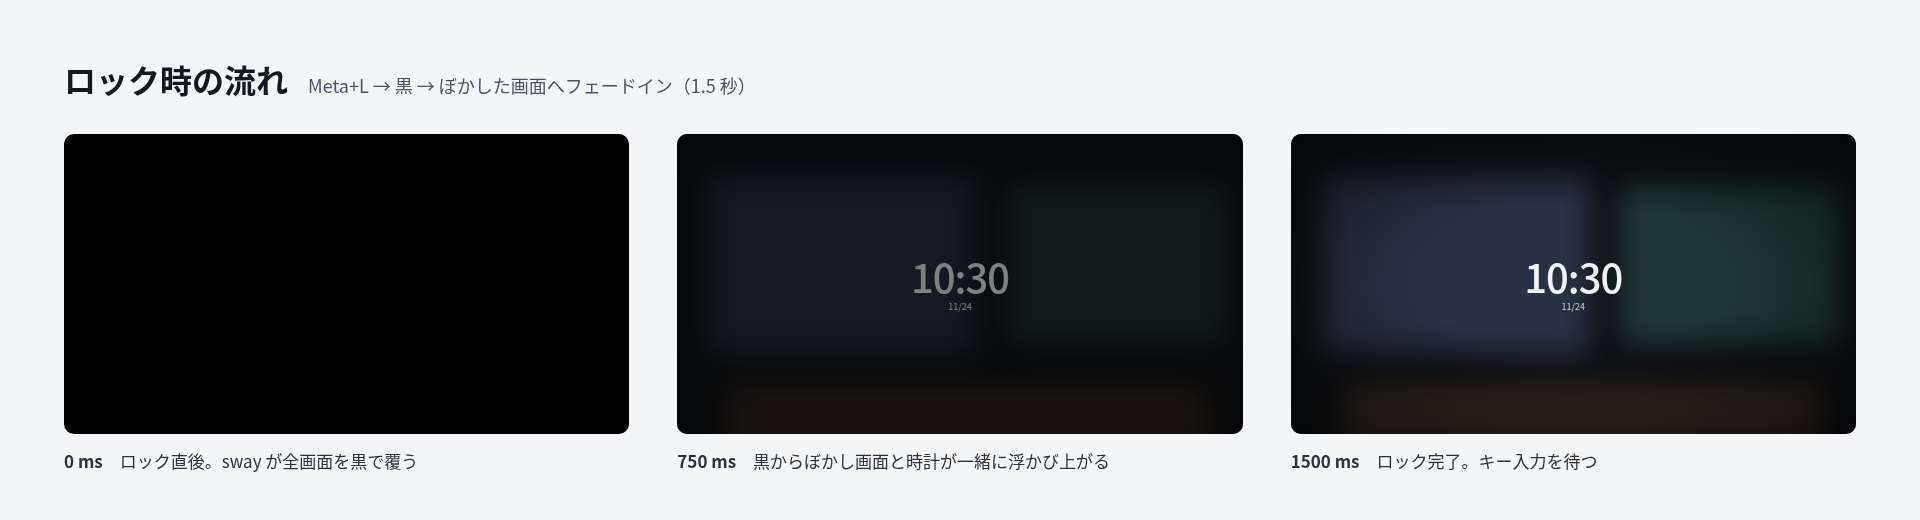 ロック時の流れ Meta+L → 黒 → ぼかした画面へフェードイン（1.5 秒）
10:30
11/24
10:30
11/24
0 ms ロック直後。sway が全画面を黒で覆う
750 ms 黒からぼかし画面と時計が一緒に浮かび上がる
1500 ms ロック完了。キー入力を待つ